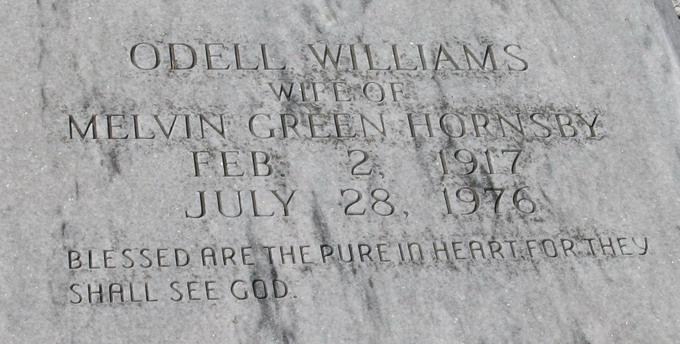 ODELL WILLIAMS
WIFE OF
MELVIN GREEN HORNSBY
FEB. 2, 1917
JULY 28, 1976
BLESSED ARE THE PURE IN HEART FOR THEY
SHALL SEE GOD.